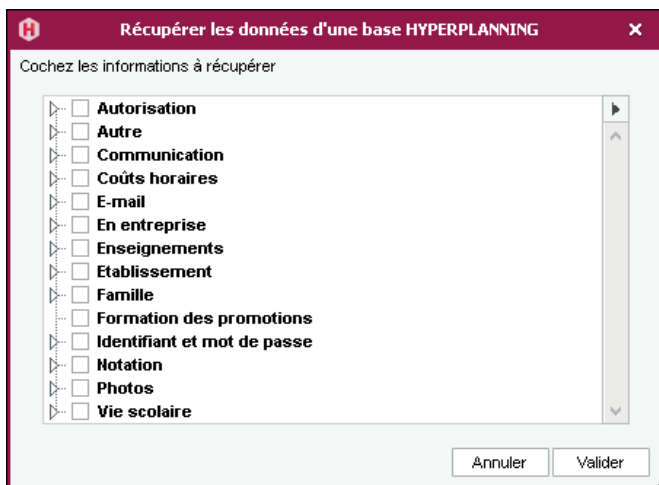 Récupérer les données d'une base HYPERPLANNING
Cochez les informations à récupérer
Autorisation
Autre
Communication
Coûts horaires
E-mail
En entreprise
Enseignements
Etablissement
Famille
Formation des promotions
Identifiant et mot de passe
Notation
Photos
Vie scolaire
Annuler Valider